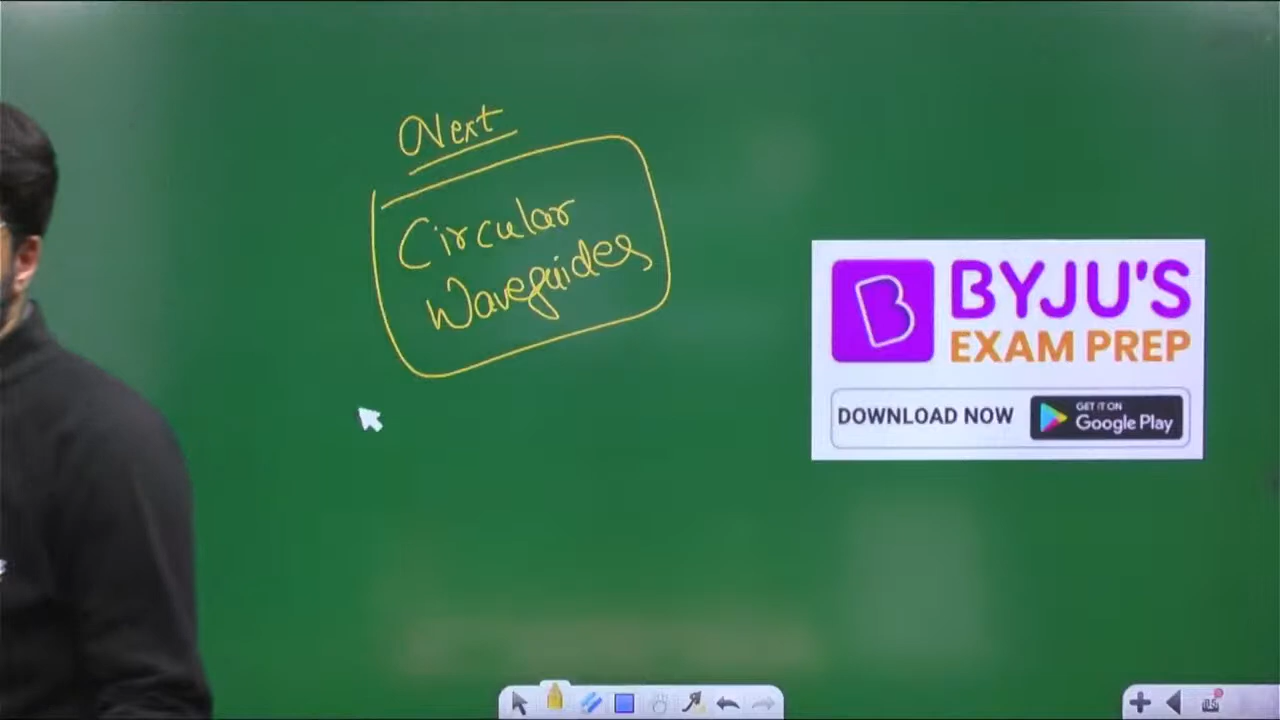 Next
Circular
Waveguides
BYJU'S
EXAM PREP
DOWNLOAD NOW
GET IT ON
Google Play